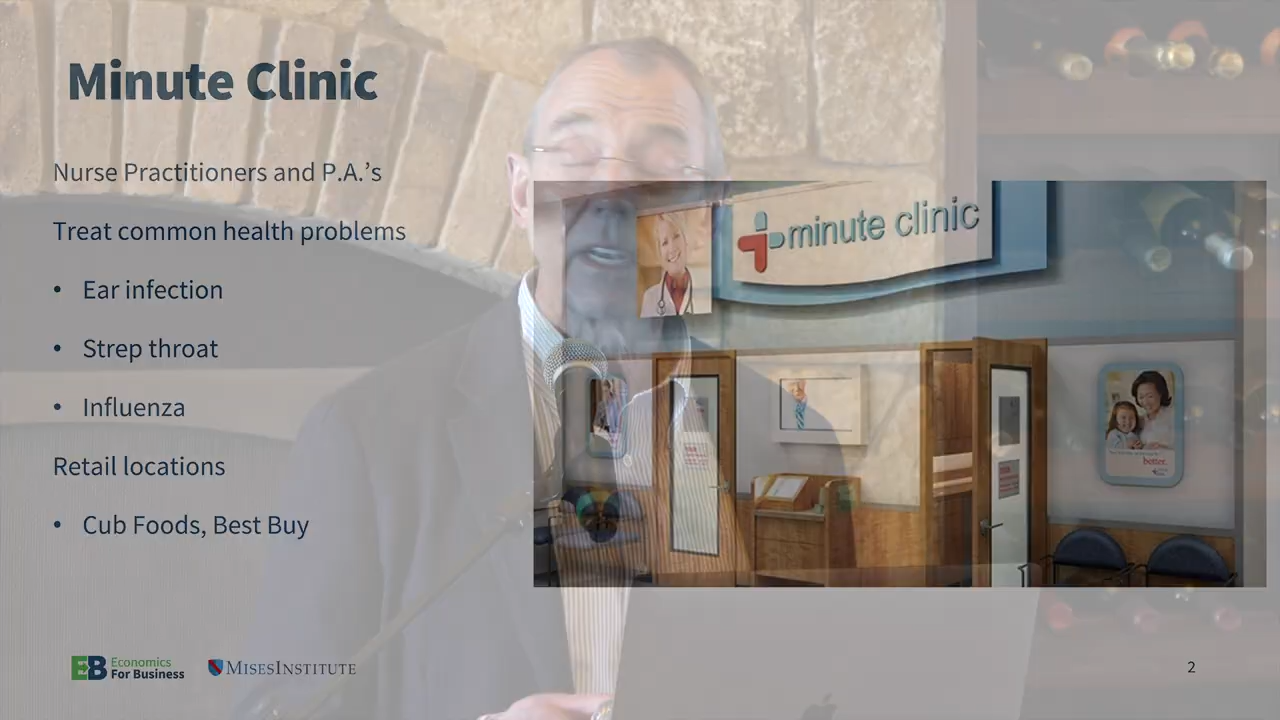 Minute Clinic
Nurse Practitioners and P.A.'s
Treat common health problems
• Ear infection
• Strep throat
• Influenza
Retail locations
• Cub Foods, Best Buy
minute clinic
better.
EB Economics For Business
MISESINSTITUTE
2